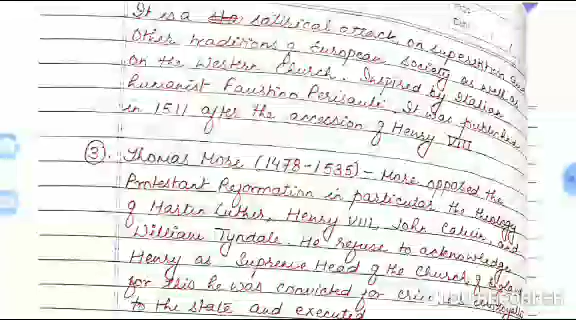 It is a satirical attack on superstition and
Other traditions of European Society as well as
on the Western Church. Inspired by Italian
humanist Faustino Perisauli. It was published
in 1511 after the accession of Henry VIII
③. Thomas More (1478-1535) - More opposed the
Protestant Reformation in particular the theology
of Martin Luther, Henry VIII, John Calvin, and
William Tyndale. He refuse to acknowledge
Henry as Supreme Head of the Church of
for this he was convicted for
to the state and executed